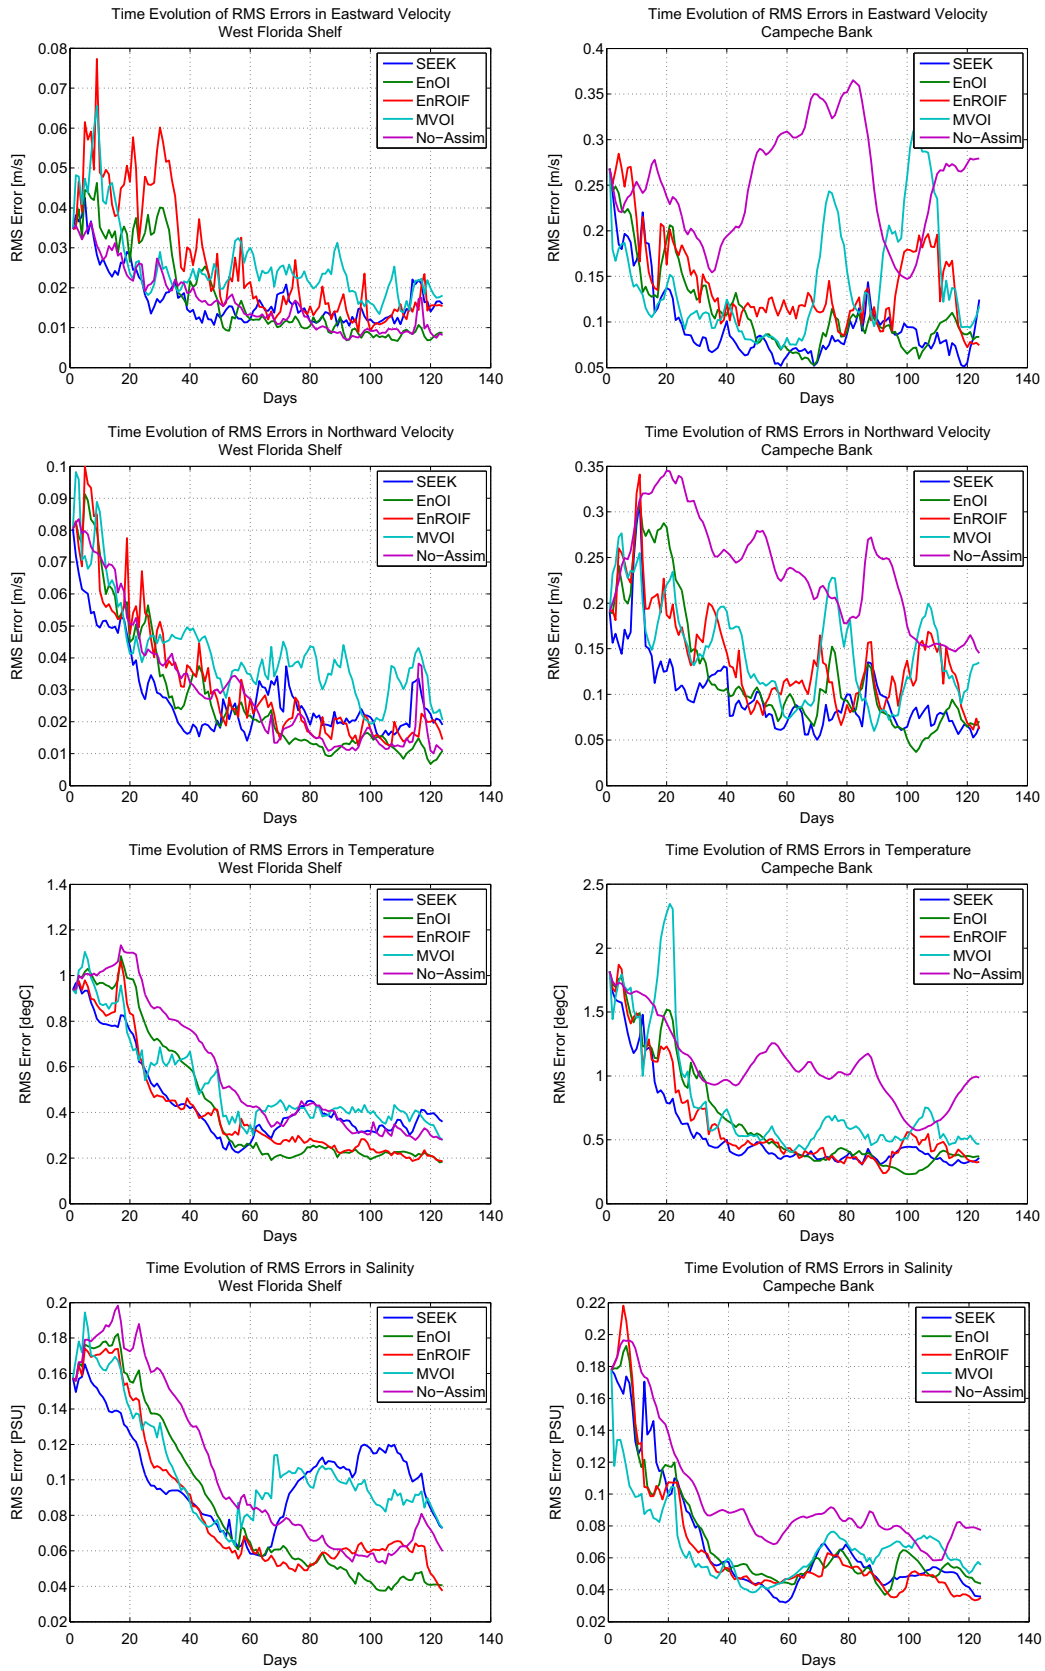 Time Evolution of RMS Errors in Eastward Velocity
West Florida Shelf
RMS Error [m/s]
0.08
0.07
0.06
0.05
0.04
0.03
0.02
0.01
0
0 20 40 60 80 100 120 140
Days
SEEK
EnOI
EnROIF
MVOI
No-Assim
Time Evolution of RMS Errors in Eastward Velocity
Campeche Bank
RMS Error [m/s]
0.4
0.35
0.3
0.25
0.2
0.15
0.1
0.05
0 20 40 60 80 100 120 140
Days
SEEK
EnOI
EnROIF
MVOI
No-Assim
Time Evolution of RMS Errors in Northward Velocity
West Florida Shelf
RMS Error [m/s]
0.1
0.09
0.08
0.07
0.06
0.05
0.04
0.03
0.02
0.01
0
0 20 40 60 80 100 120 140
Days
SEEK
EnOI
EnROIF
MVOI
No-Assim
Time Evolution of RMS Errors in Northward Velocity
Campeche Bank
RMS Error [m/s]
0.35
0.3
0.25
0.2
0.15
0.1
0.05
0
0 20 40 60 80 100 120 140
Days
SEEK
EnOI
EnROIF
MVOI
No-Assim
Time Evolution of RMS Errors in Temperature
West Florida Shelf
RMS Error [degC]
1.4
1.2
1
0.8
0.6
0.4
0.2
0
0 20 40 60 80 100 120 140
Days
SEEK
EnOI
EnROIF
MVOI
No-Assim
Time Evolution of RMS Errors in Temperature
Campeche Bank
RMS Error [degC]
2.5
2
1.5
1
0.5
0
0 20 40 60 80 100 120 140
Days
SEEK
EnOI
EnROIF
MVOI
No-Assim
Time Evolution of RMS Errors in Salinity
West Florida Shelf
RMS Error [PSU]
0.2
0.18
0.16
0.14
0.12
0.1
0.08
0.06
0.04
0.02
0 20 40 60 80 100 120 140
Days
SEEK
EnOI
EnROIF
MVOI
No-Assim
Time Evolution of RMS Errors in Salinity
Campeche Bank
RMS Error [PSU]
0.22
0.2
0.18
0.16
0.14
0.12
0.1
0.08
0.06
0.04
0.02
0 20 40 60 80 100 120 140
Days
SEEK
EnOI
EnROIF
MVOI
No-Assim